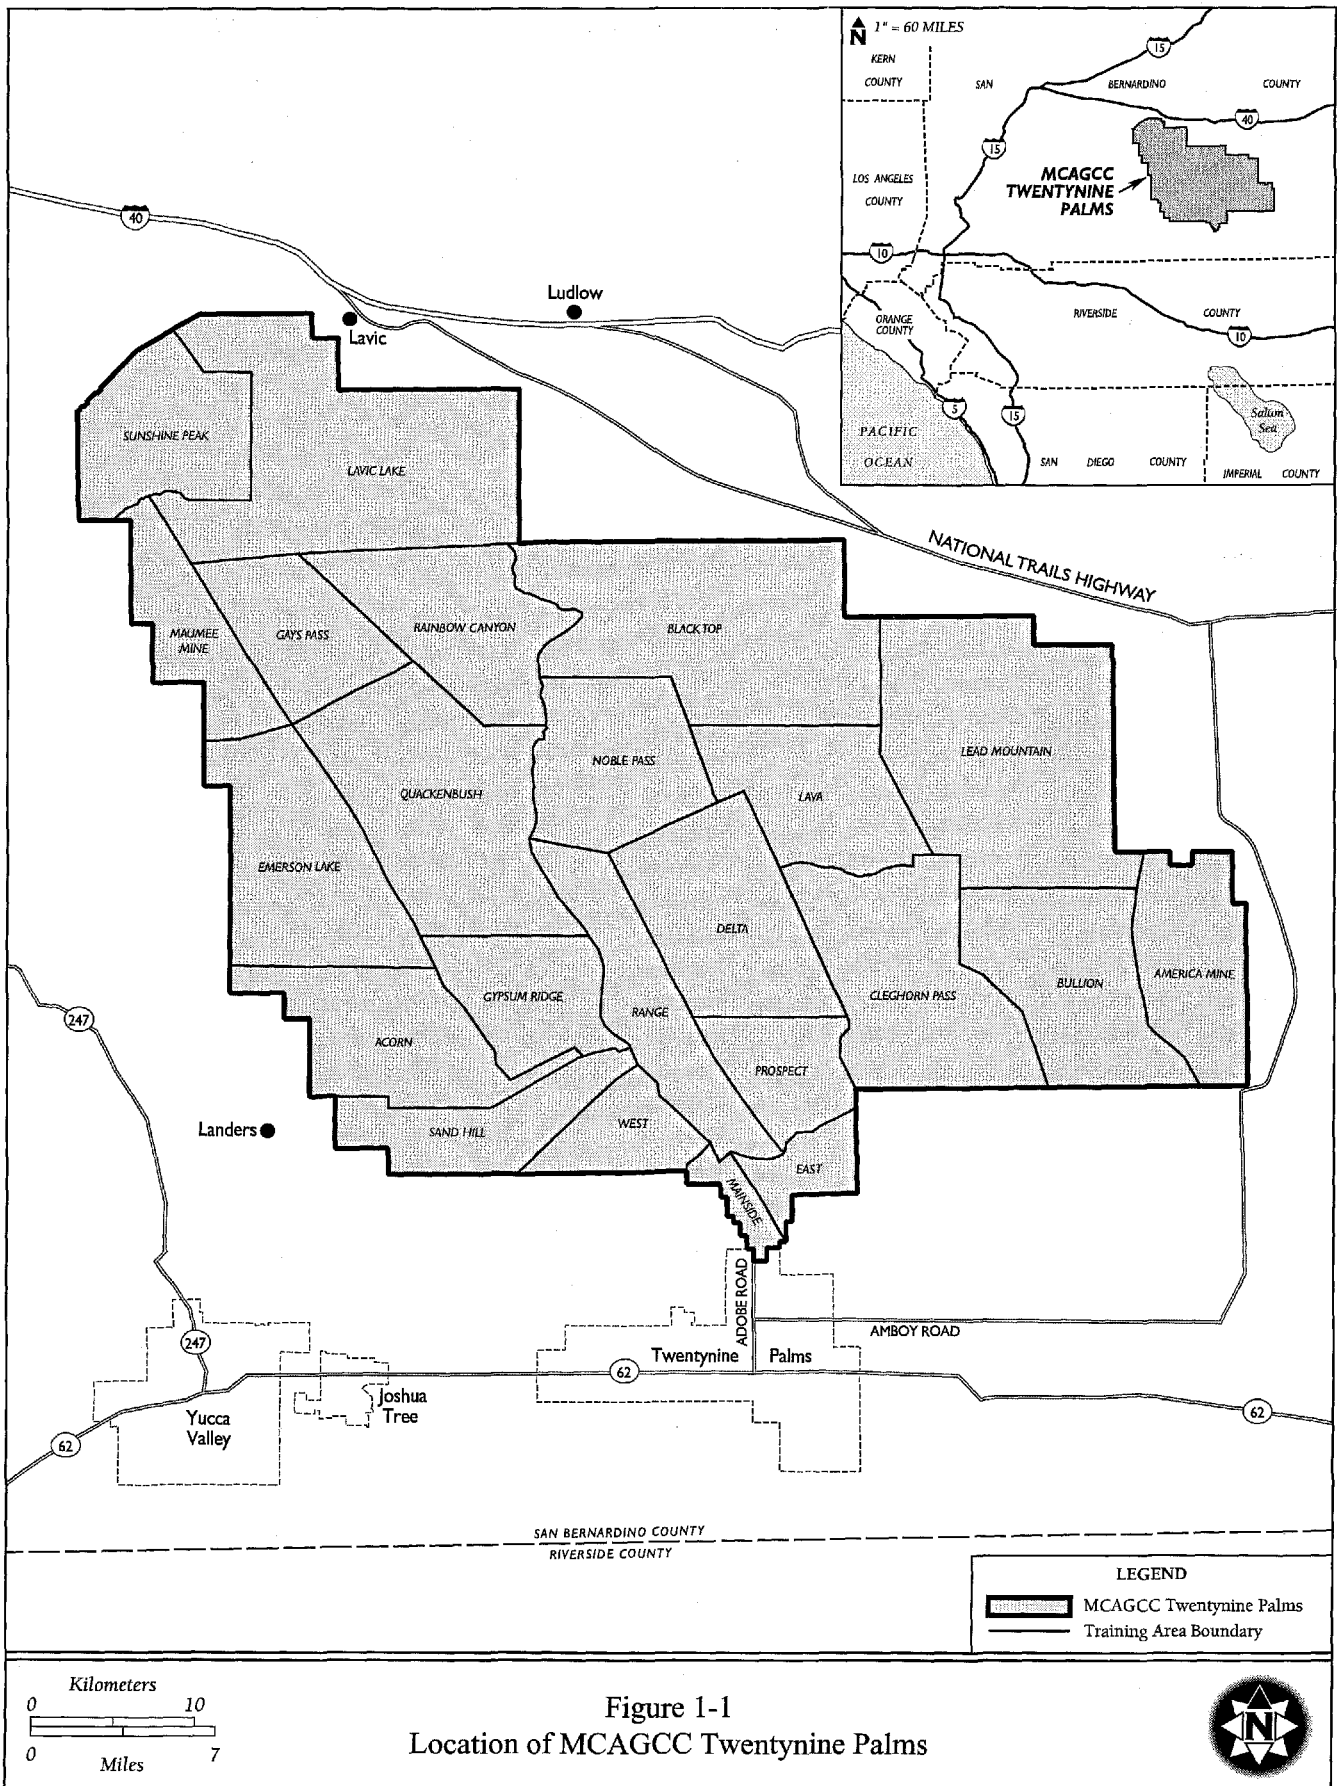 N
1" = 60 MILES
KERN
COUNTY
SAN
BERNARDINO
COUNTY
15
40
15
LOS ANGELES
COUNTY
MCAGCC
TWENTYNINE
PALMS
10
ORANGE
COUNTY
RIVERSIDE
COUNTY
10
5
15
PACIFIC
OCEAN
Salton
Sea
SAN
DIEGO
COUNTY
IMPERIAL
COUNTY
40
Ludlow
Lavic
SUNSHINE PEAK
LAVIC LAKE
NATIONAL TRAILS HIGHWAY
MAUMEE
MINE
GAYS PASS
RAINBOW CANYON
BLACK TOP
NOBLE PASS
LEAD MOUNTAIN
QUACKENBUSH
LAVA
EMERSON LAKE
DELTA
AMERICA MINE
BULLION
GYPSUM RIDGE
CLEGHORN PASS
RANGE
247
ACORN
PROSPECT
Landers
SAND HILL
WEST
EAST
MAINSIDE
ADOBE ROAD
AMBOY ROAD
247
Twentynine
Palms
62
Joshua
Tree
Yucca
Valley
62
62
SAN BERNARDINO COUNTY
RIVERSIDE COUNTY
LEGEND
MCAGCC Twentynine Palms
Training Area Boundary
Kilometers
0 10
0 7
Miles
Figure 1-1
Location of MCAGCC Twentynine Palms
N